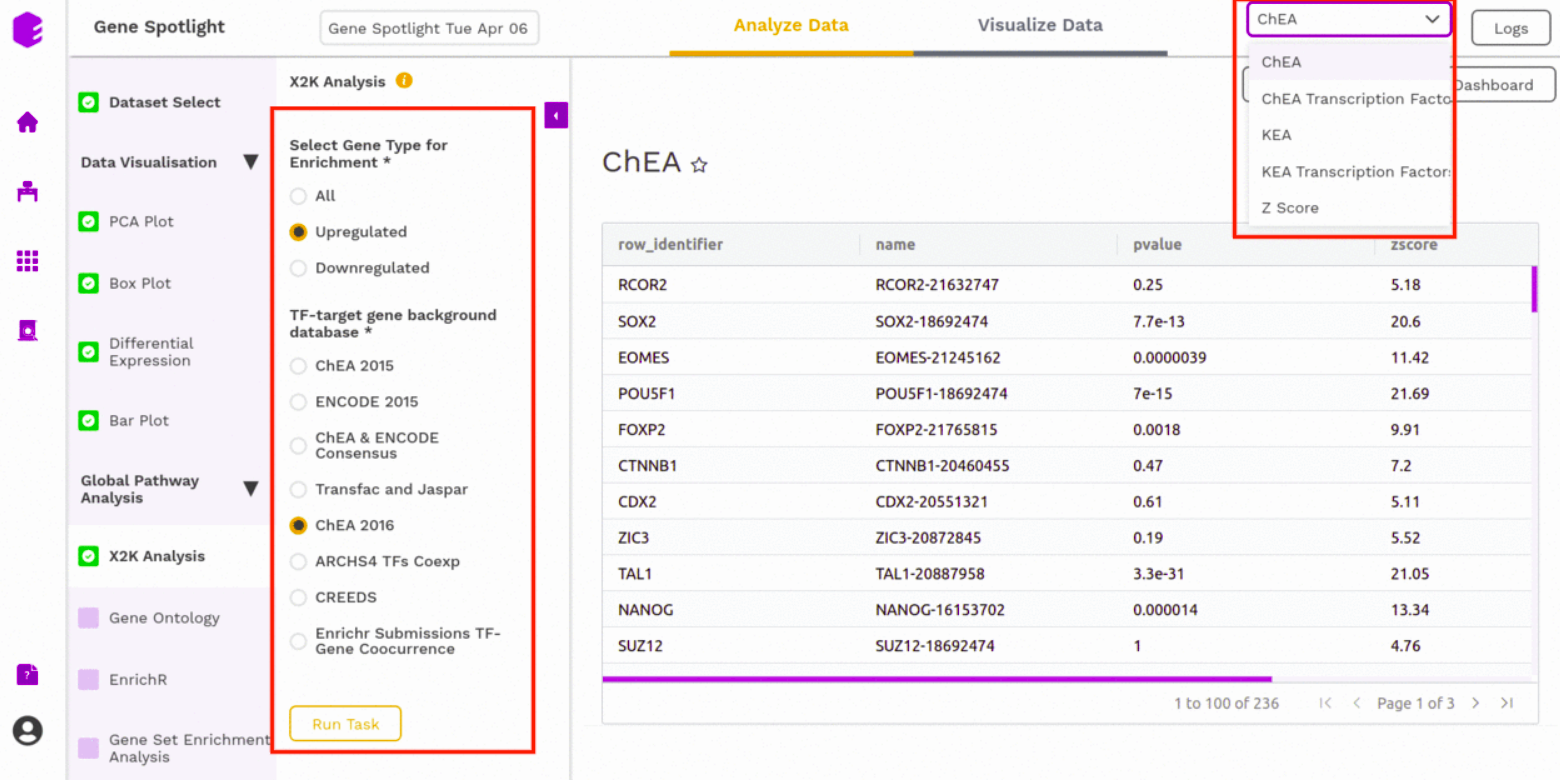 Gene Spotlight
Gene Spotlight Tue Apr 06
Analyze Data
Visualize Data
ChEA
Logs
ChEA
ChEA Transcription Facto
KEA
KEA Transcription Factors
Z Score
Dashboard
Dataset Select
Data Visualisation
PCA Plot
Box Plot
Differential
Expression
Bar Plot
Global Pathway
Analysis
X2K Analysis
Gene Ontology
EnrichR
Gene Set Enrichment
Analysis
X2K Analysis i
Select Gene Type for
Enrichment *
All
Upregulated
Downregulated
TF-target gene background
database *
ChEA 2015
ENCODE 2015
ChEA & ENCODE
Consensus
Transfac and Jaspar
ChEA 2016
ARCHS4 TFs Coexp
CREEDS
Enrichr Submissions TF-
Gene Coocurrence
Run Task
ChEA
row_identifier name pvalue zscore
RCOR2 RCOR2-21632747 0.25 5.18
SOX2 SOX2-18692474 7.7e-13 20.6
EOMES EOMES-21245162 0.0000039 11.42
POU5F1 POU5F1-18692474 7e-15 21.69
FOXP2 FOXP2-21765815 0.0018 9.91
CTNNB1 CTNNB1-20460455 0.47 7.2
CDX2 CDX2-20551321 0.61 5.11
ZIC3 ZIC3-20872845 0.19 5.52
TAL1 TAL1-20887958 3.3e-31 21.05
NANOG NANOG-16153702 0.000014 13.34
SUZ12 SUZ12-18692474 1 4.76
1 to 100 of 236 Page 1 of 3
?